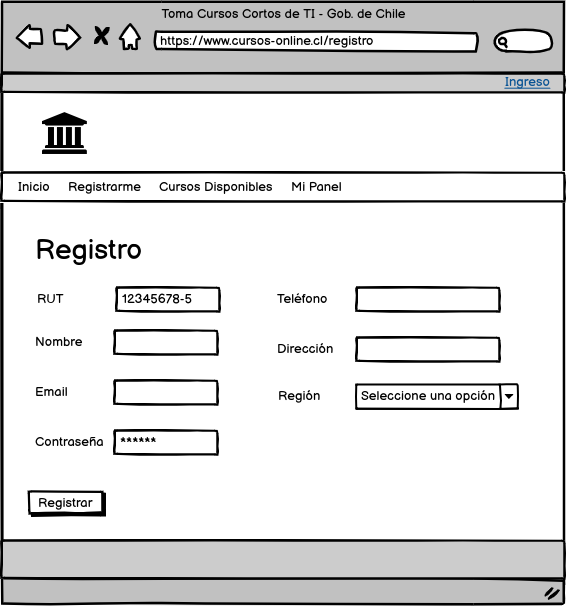 Toma Cursos Cortos de TI - Gob. de Chile
https://www.cursos-online.cl/registro
Ingreso
Inicio Registrarme Cursos Disponibles Mi Panel
Registro
RUT 12345678-5
Nombre
Email
Contraseña ******
Teléfono
Dirección
Región Seleccione una opción
Registrar